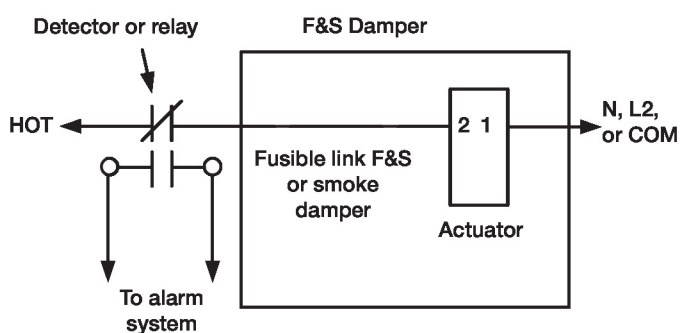 Detector or relay
F&S Damper
HOT
2 1
N, L2,
or COM
Fusible link F&S
or smoke
damper
Actuator
To alarm
system